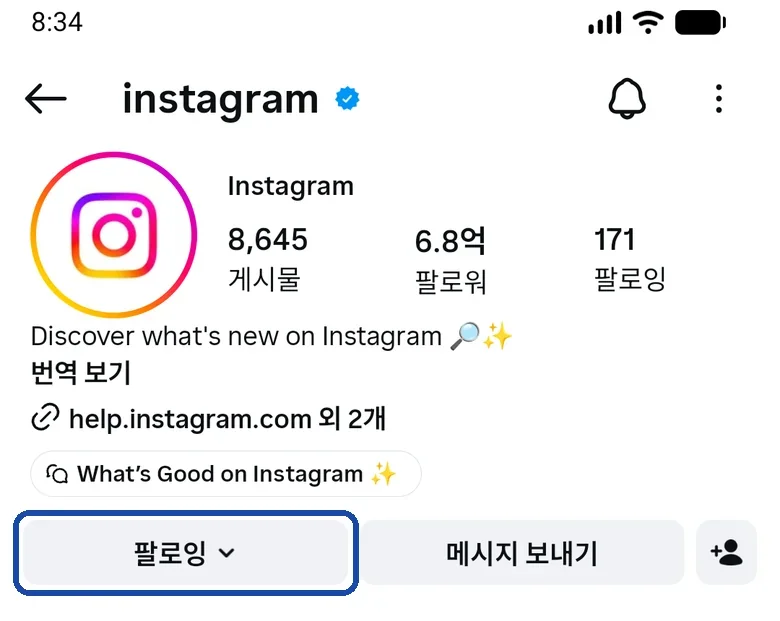 8:34
instagram
Instagram
8,645 6.8억 171
게시물 팔로워 팔로잉
Discover what's new on Instagram 🔎✨
번역 보기
help.instagram.com 외 2개
What's Good on Instagram ✨
팔로잉 메시지 보내기